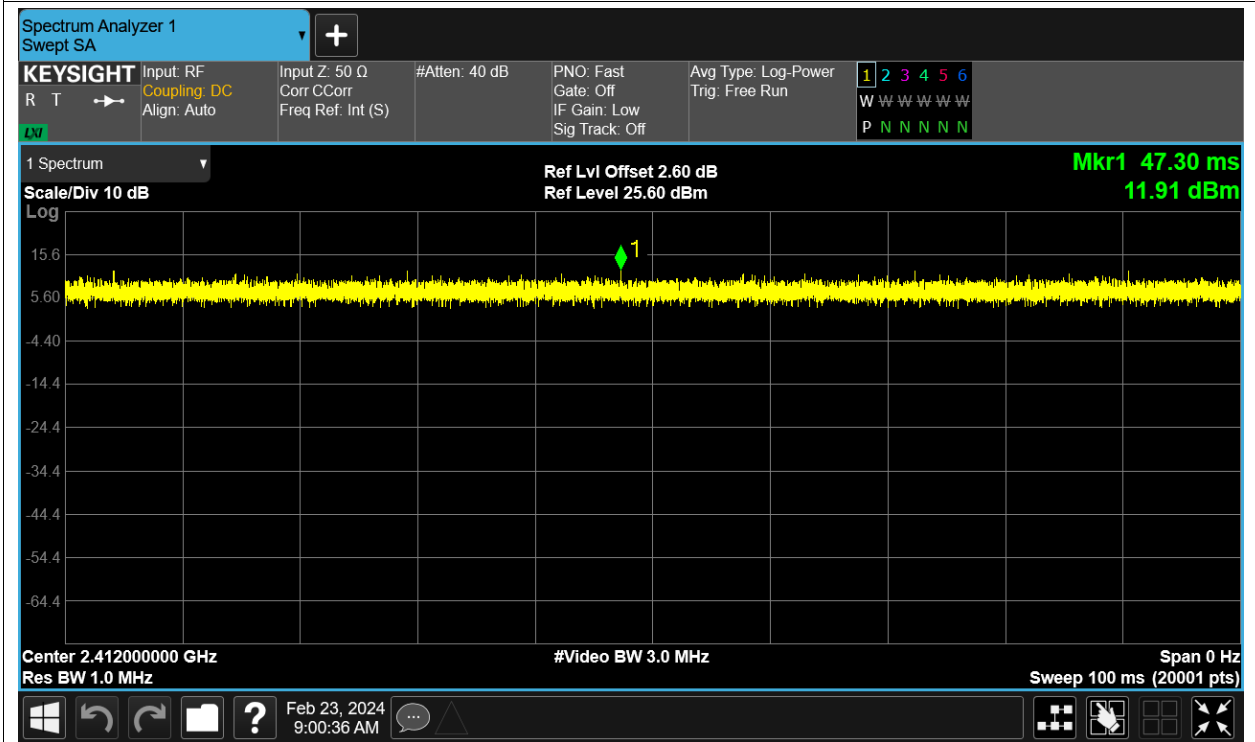 Spectrum Analyzer 1
Swept SA
KEYSIGHT
R T
LXI
Input: RF
Coupling: DC
Align: Auto
Input Z: 50 Ω
Corr CCorr
Freq Ref: Int (S)
#Atten: 40 dB
PNO: Fast
Gate: Off
IF Gain: Low
Sig Track: Off
Avg Type: Log-Power
Trig: Free Run
1 2 3 4 5 6
W W W W W W
P N N N N N
1 Spectrum
Scale/Div 10 dB
Log
Ref Lvl Offset 2.60 dB
Ref Level 25.60 dBm
Mkr1 47.30 ms
11.91 dBm
1
15.6
5.60
-4.40
-14.4
-24.4
-34.4
-44.4
-54.4
-64.4
Center 2.412000000 GHz
Res BW 1.0 MHz
#Video BW 3.0 MHz
Span 0 Hz
Sweep 100 ms (20001 pts)
?
Feb 23, 2024
9:00:36 AM